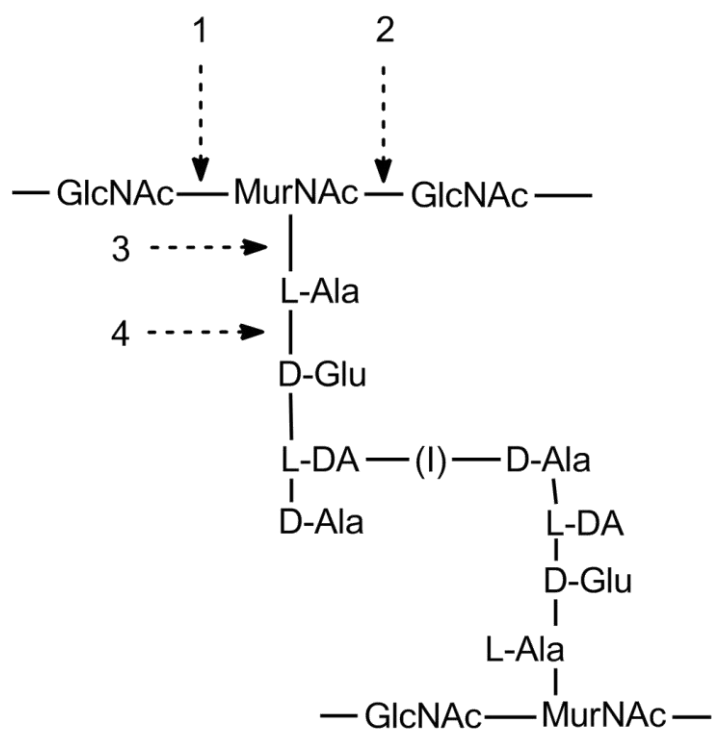 1 2
GlcNAc MurNAc GlcNAc
3
L-Ala
4
D-Glu
L-DA (I) D-Ala
D-Ala L-DA
D-Glu
L-Ala
GlcNAc MurNAc